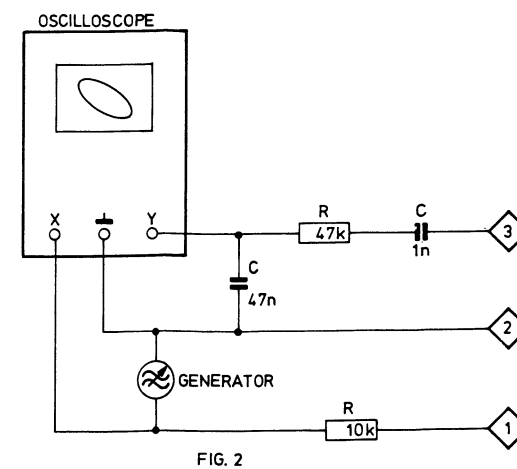 OSCILLOSCOPE
X
Y
R
47k
C
1n
3
C
47n
2
GENERATOR
R
10k
1
FIG. 2